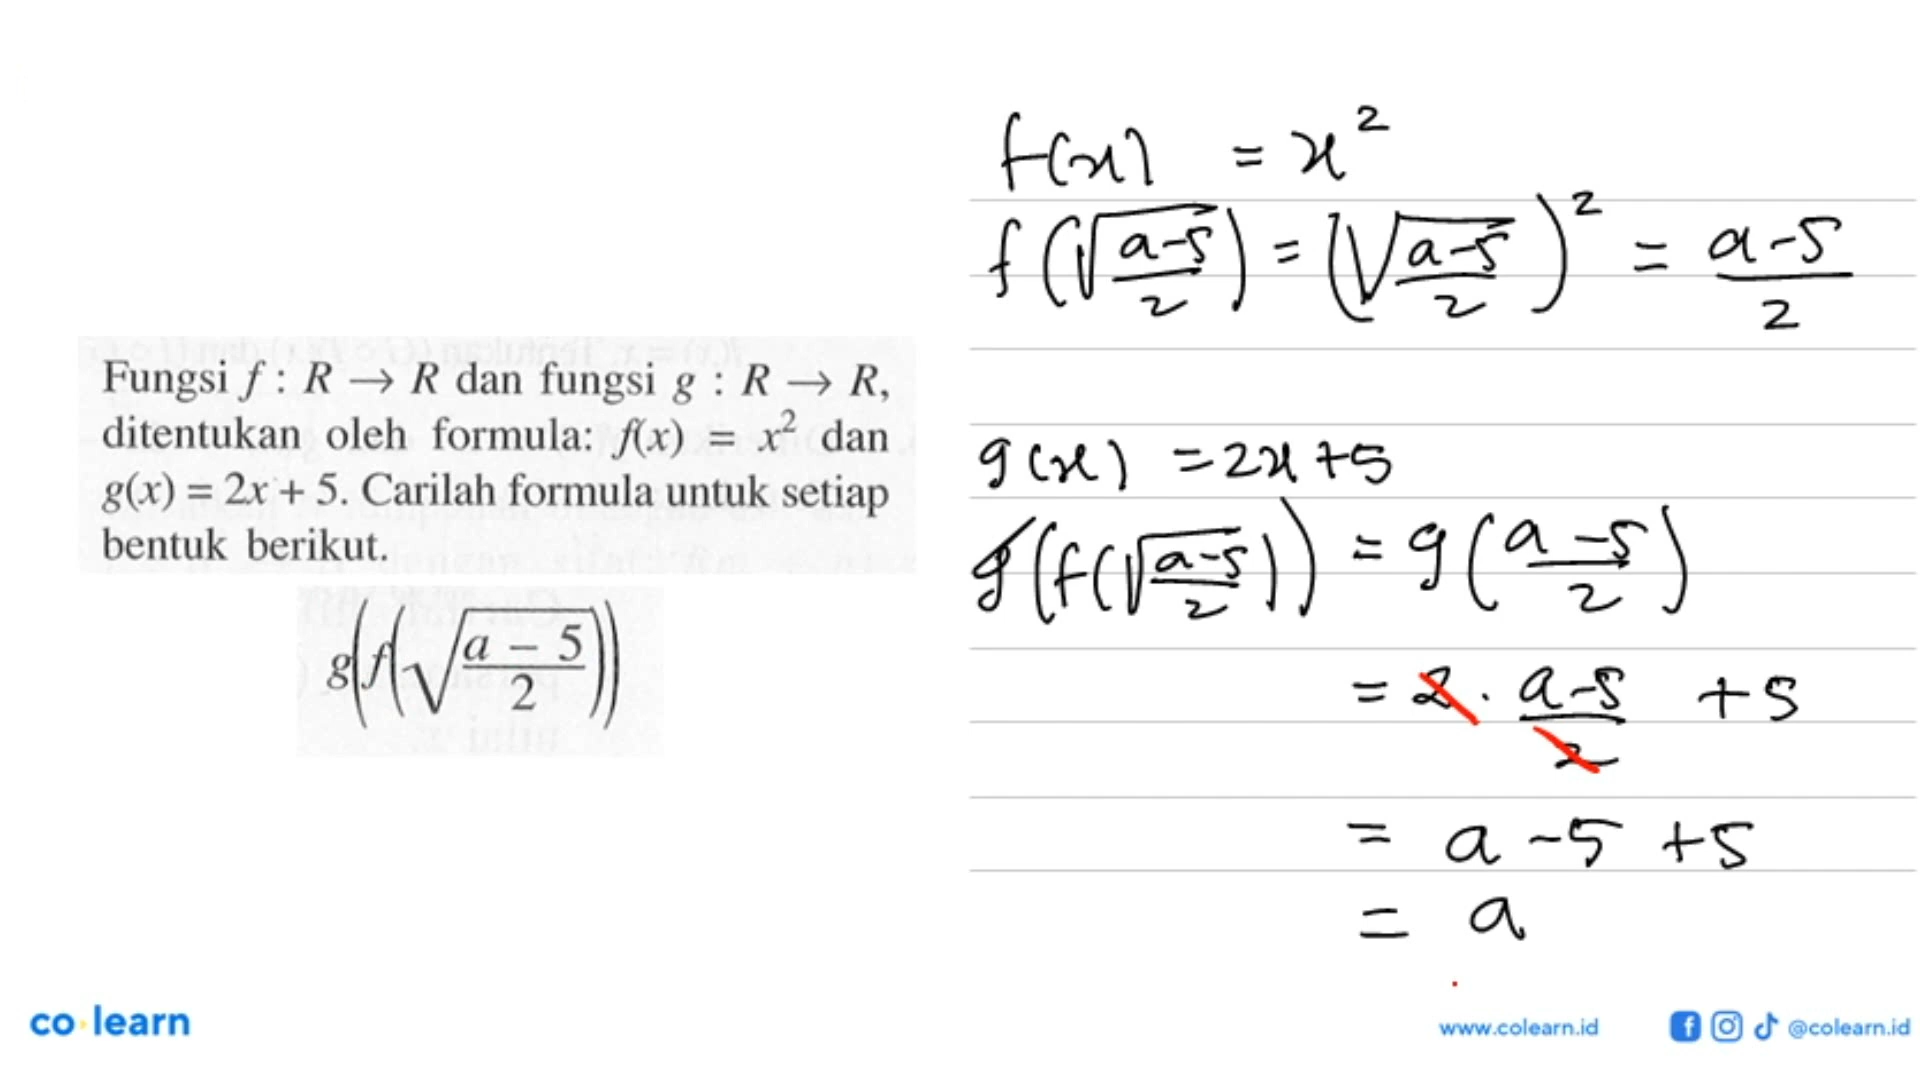 Fungsi f : R → R dan fungsi g : R → R,
ditentukan oleh formula: f(x) = x² dan
g(x) = 2x + 5. Carilah formula untuk setiap
bentuk berikut.
g(f(√((a - 5)/2)))
f(x) = x²
f(√((a-5)/2)) = (√((a-5)/2))² = (a-5)/2
g(x) = 2x+5
g(f(√((a-5)/2))) = g((a-5)/2)
= 2 · (a-5)/2 + 5
= a - 5 + 5
= a
co learn
www.colearn.id @colearn.id